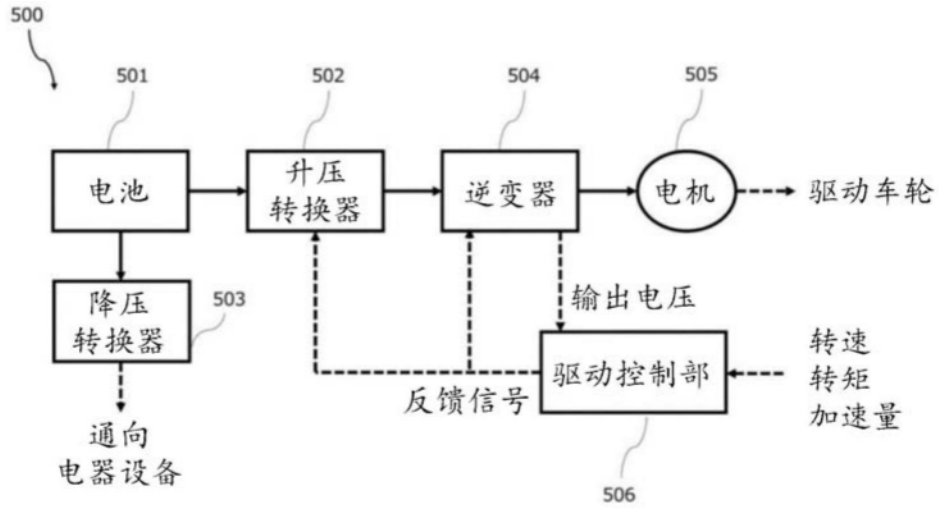 500
501
502
504
505
电池
升压
转换器
逆变器
电机
驱动车轮
降压
转换器
503
输出电压
驱动控制部
转速
转矩
加速量
反馈信号
通向
电器设备
506